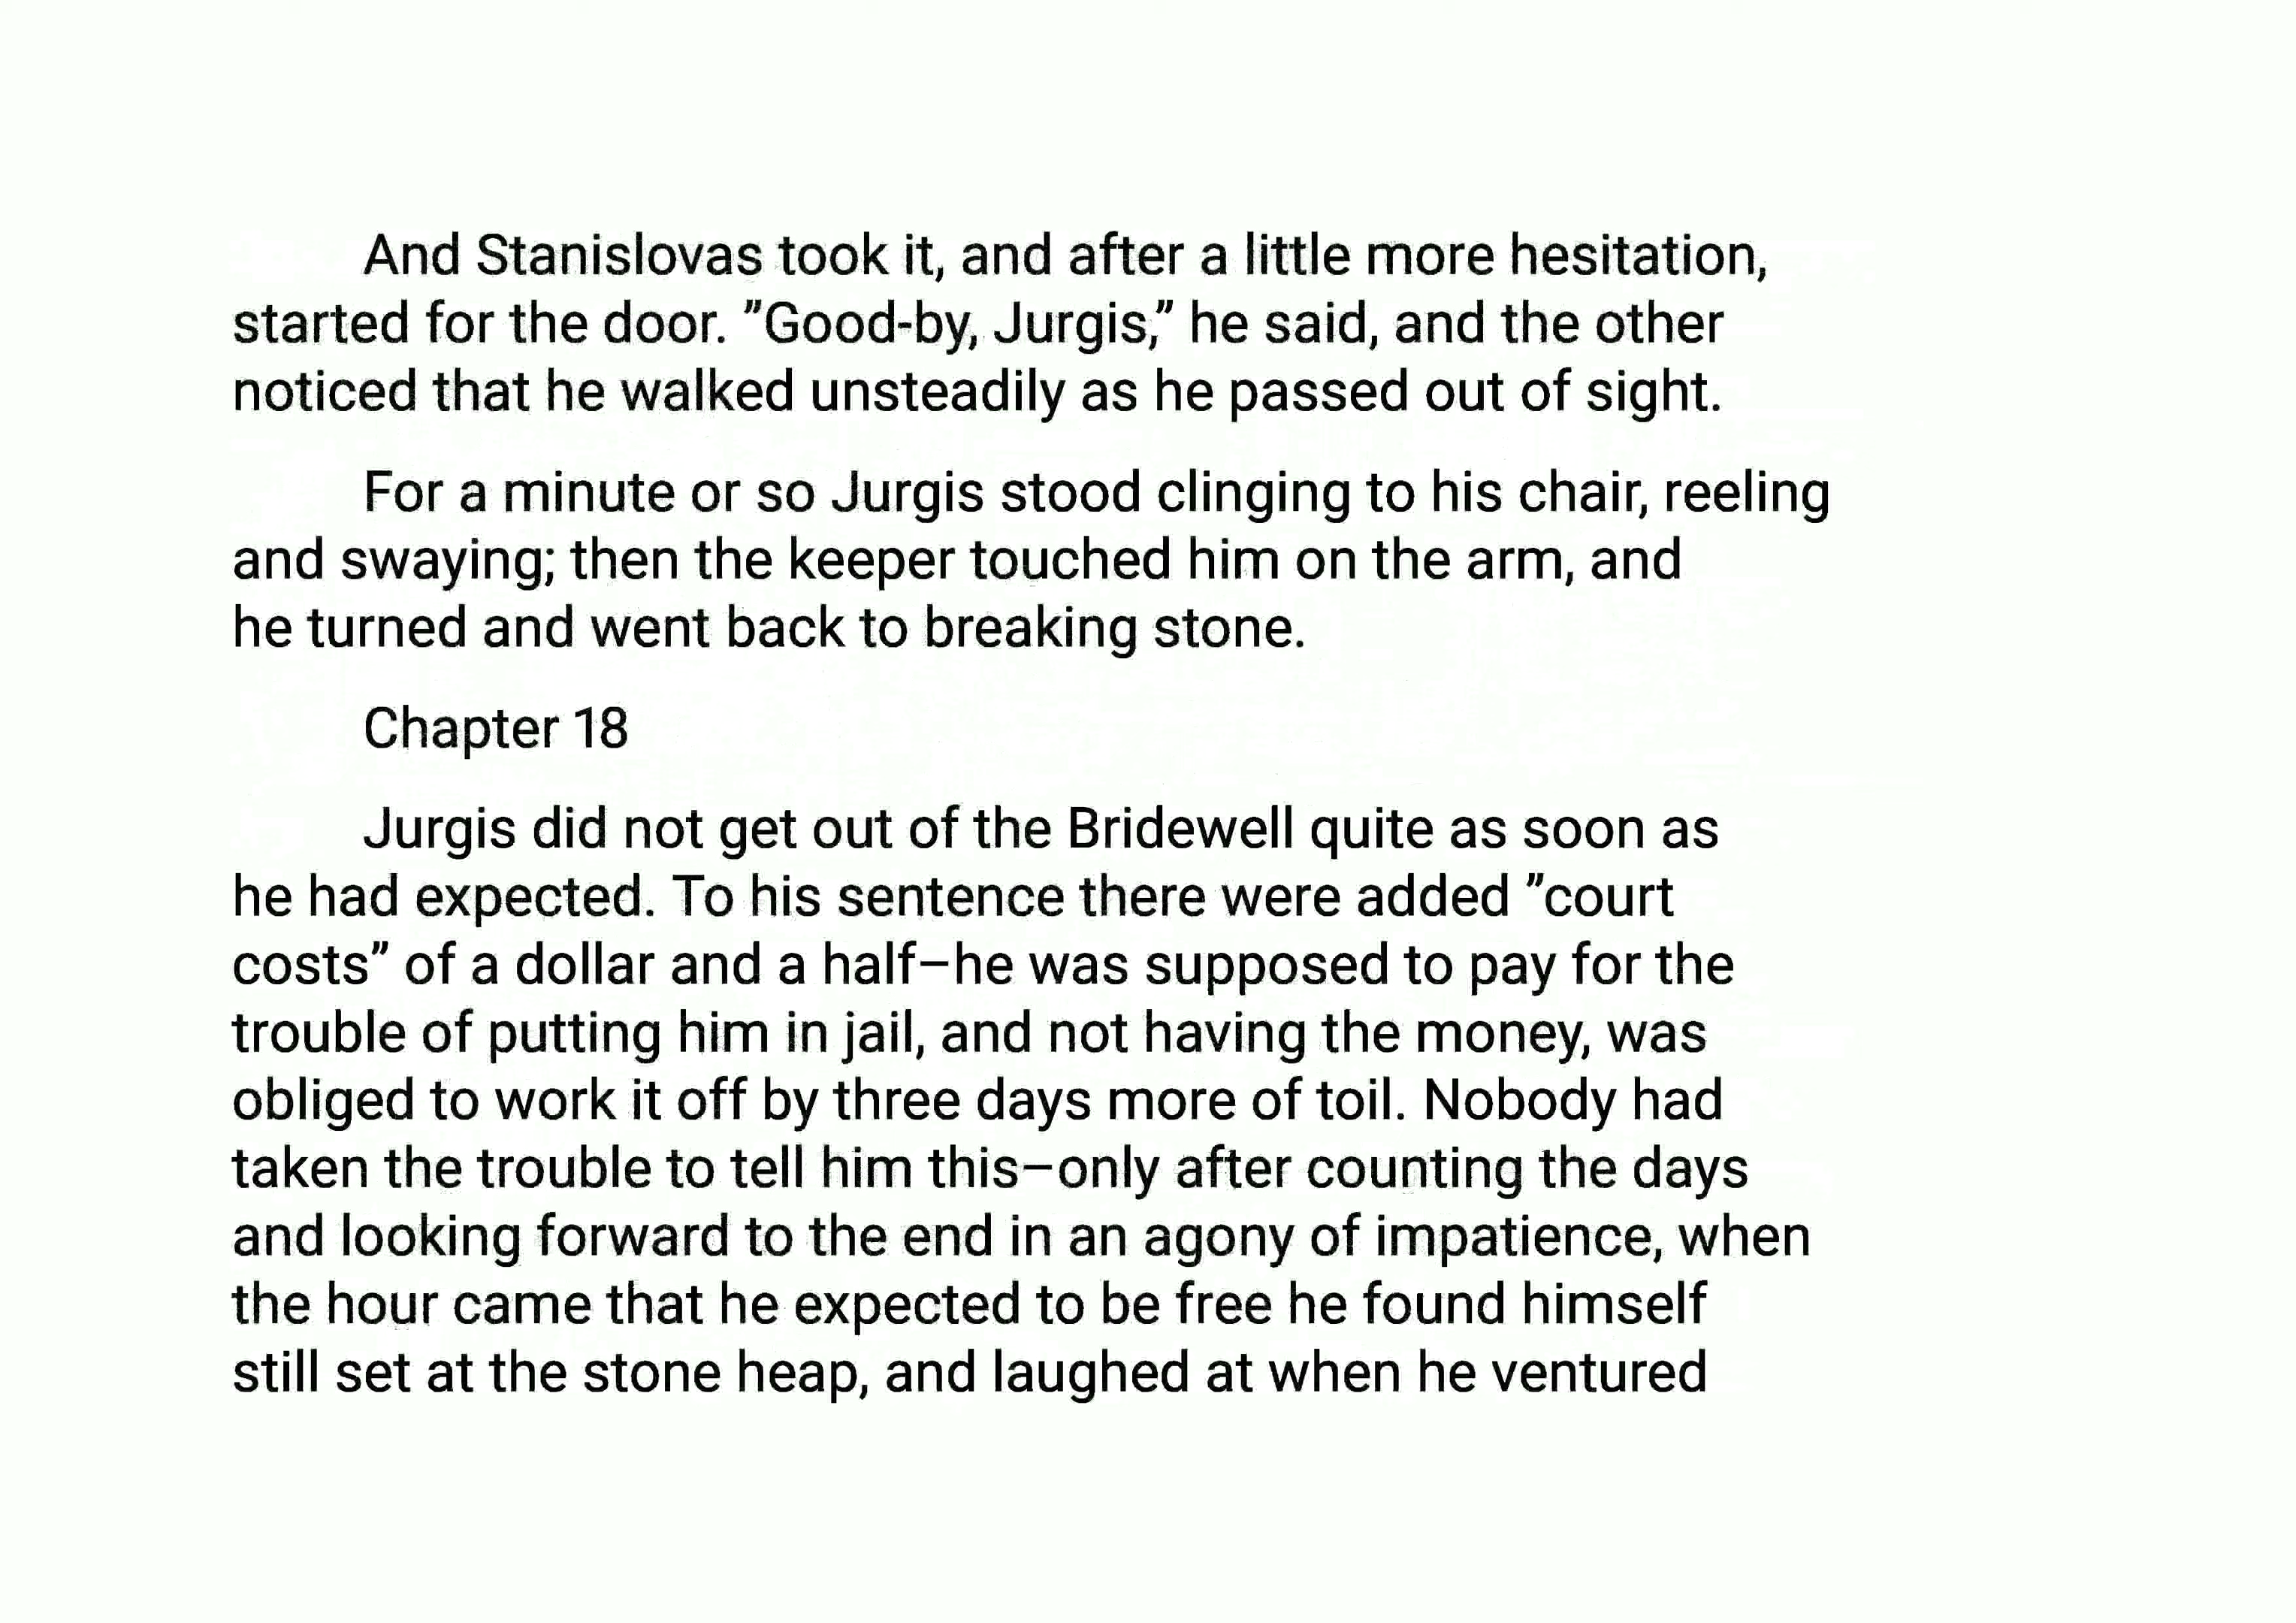 And Stanislovas took it, and after a little more hesitation,
started for the door. ”Good-by, Jurgis,” he said, and the other
noticed that he walked unsteadily as he passed out of sight.
For a minute or so Jurgis stood clinging to his chair, reeling
and swaying; then the keeper touched him on the arm, and
he turned and went back to breaking stone.
Chapter 18
Jurgis did not get out of the Bridewell quite as soon as
he had expected. To his sentence there were added ”court
costs” of a dollar and a half–he was supposed to pay for the
trouble of putting him in jail, and not having the money, was
obliged to work it off by three days more of toil. Nobody had
taken the trouble to tell him this–only after counting the days
and looking forward to the end in an agony of impatience, when
the hour came that he expected to be free he found himself
still set at the stone heap, and laughed at when he ventured